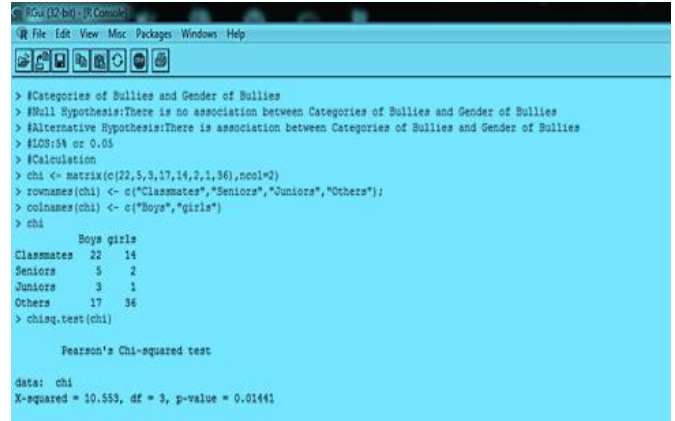 RGui (32-bit) - [R Console]
File Edit View Misc Packages Windows Help
> #Categories of Bullies and Gender of Bullies
> #Null Hypothesis:There is no association between Categories of Bullies and Gender of Bullies
> #Alternative Hypothesis:There is association between Categories of Bullies and Gender of Bullies
> #LOS:5% or 0.05
> #Calculation
> chi <- matrix(c(22,5,3,17,14,2,1,36),ncol=2)
> rownames(chi) <- c("Classmates","Seniors","Juniors","Others");
> colnames(chi) <- c("Boys","girls")
> chi
Boys girls
Classmates 22 14
Seniors 5 2
Juniors 3 1
Others 17 36
> chisq.test(chi)
Pearson's Chi-squared test
data: chi
X-squared = 10.553, df = 3, p-value = 0.01441